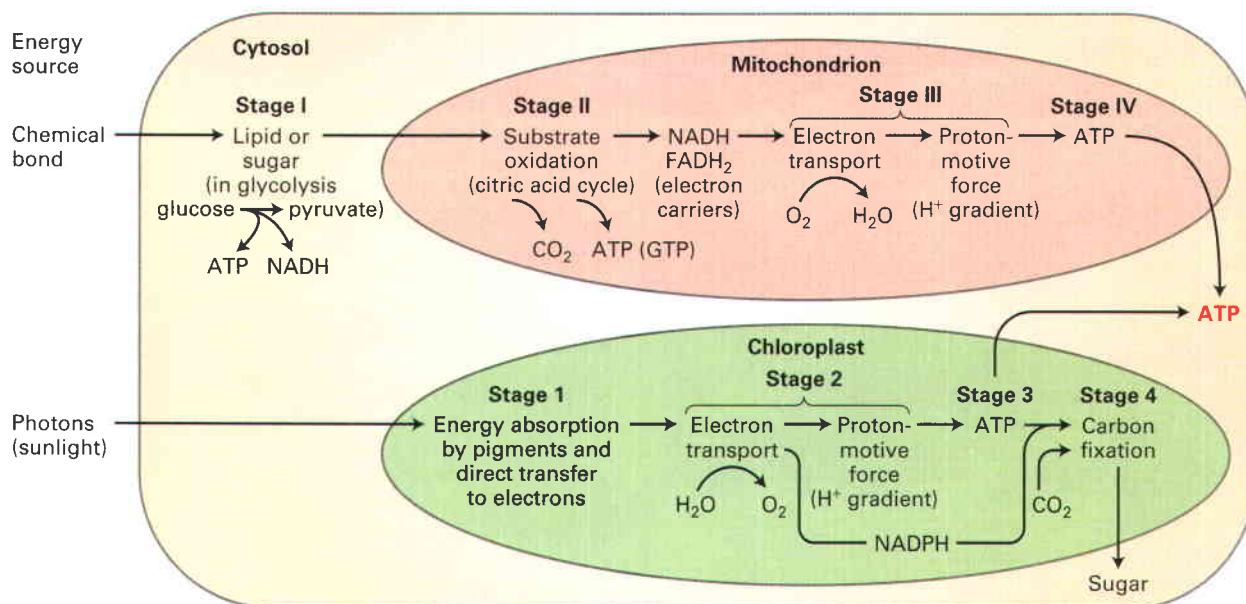 Energy
source
Cytosol
Mitochondrion
Stage I
Stage II
Stage III
Stage IV
Chemical
bond
Lipid or
sugar
(in glycolysis
glucose
pyruvate)
ATP
NADH
Substrate
oxidation
(citric acid cycle)
CO₂
ATP (GTP)
NADH
FADH₂
(electron
carriers)
Electron
transport
O₂
H₂O
Proton-
motive
force
(H⁺ gradient)
ATP
ATP
Chloroplast
Stage 1
Stage 2
Stage 3
Stage 4
Photons
(sunlight)
Energy absorption
by pigments and
direct transfer
to electrons
Electron
transport
H₂O
O₂
Proton-
motive
force
(H⁺ gradient)
ATP
Carbon
fixation
CO₂
NADPH
Sugar